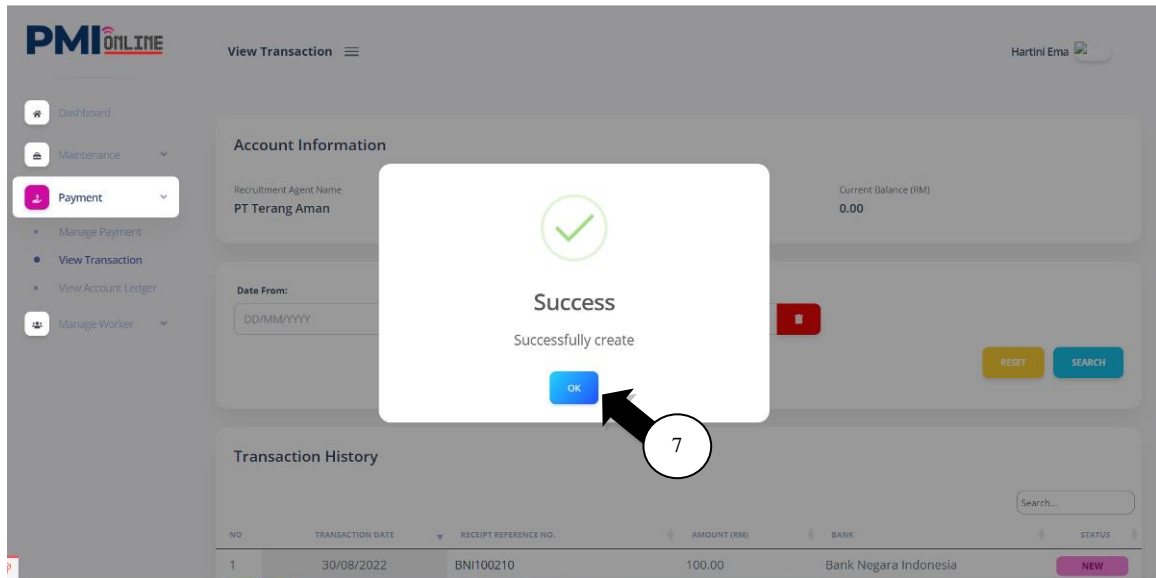 PMI ONLINE
View Transaction
Hartini Ema
Dashboard
Maintenance
Payment
Manage Payment
View Transaction
View Account Ledger
Manage Worker
Account Information
Recruitment Agent Name
PT Terang Aman
Current Balance (RM)
0.00
Date From:
DD/MM/YYYY
RESET
SEARCH
Success
Successfully create
OK
7
Transaction History
Search...
NO TRANSACTION DATE RECEIPT REFERENCE NO. AMOUNT (RM) BANK STATUS
1 30/08/2022 BNI100210 100.00 Bank Negara Indonesia NEW